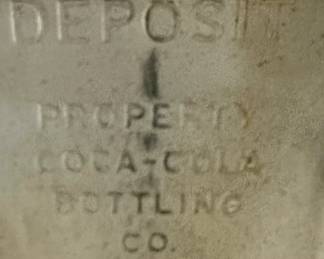 DEPOSIT
PROPERTY
COCA-COLA
BOTTLING
CO.